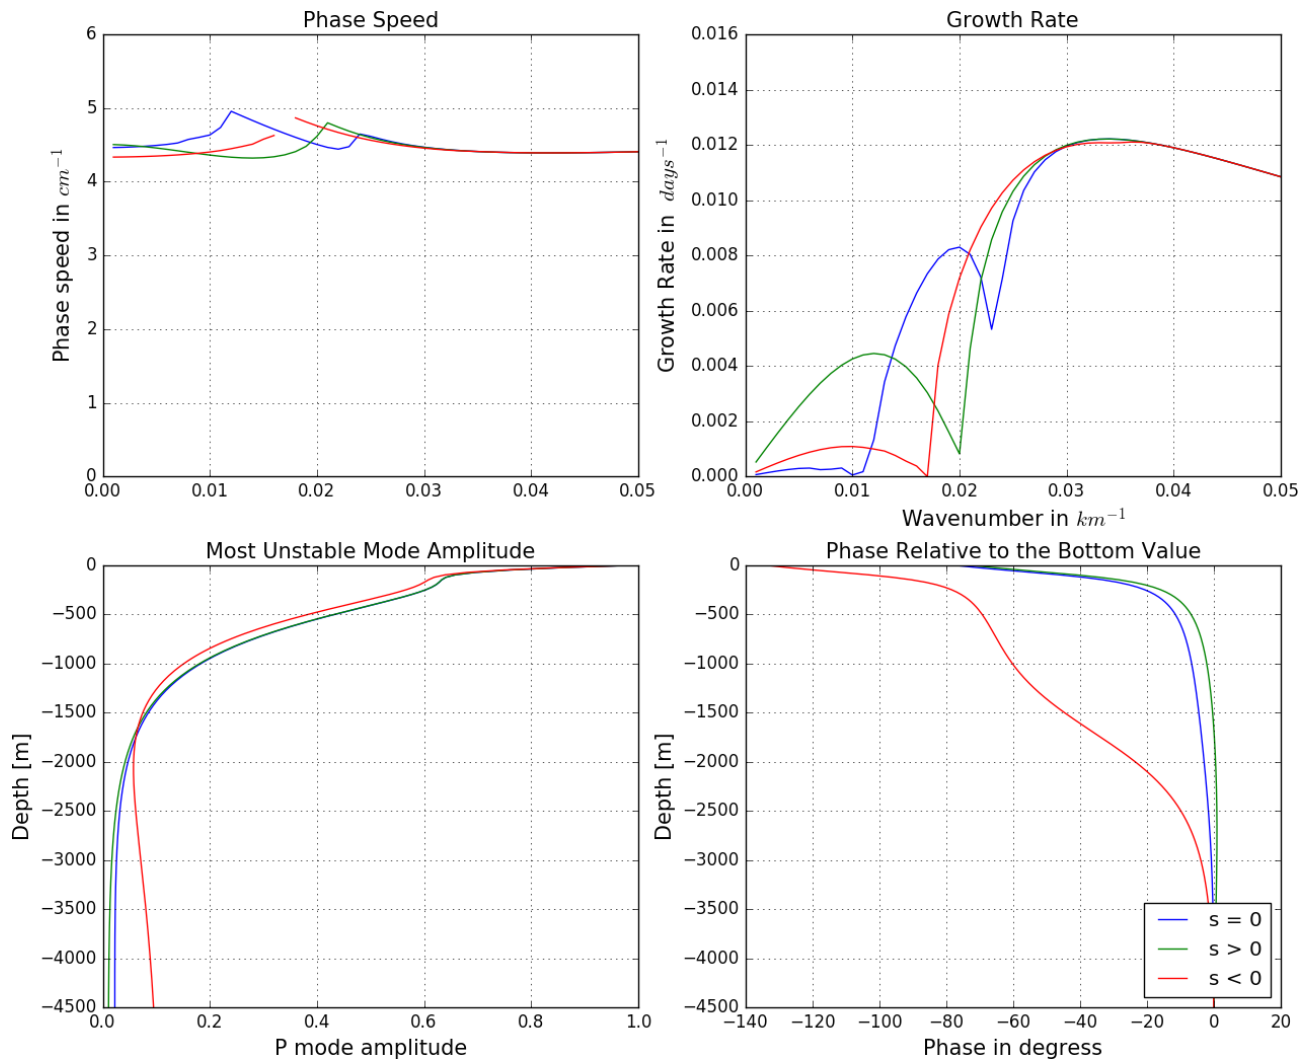 Phase Speed
6
5
4
3
2
1
0
Phase speed in cm⁻¹
0.00 0.01 0.02 0.03 0.04 0.05
Growth Rate
0.016
0.014
0.012
0.010
0.008
0.006
0.004
0.002
0.000
Growth Rate in days⁻¹
0.00 0.01 0.02 0.03 0.04 0.05
Wavenumber in km⁻¹
Most Unstable Mode Amplitude
0
−500
−1000
−1500
−2000
−2500
−3000
−3500
−4000
−4500
Depth [m]
0.0 0.2 0.4 0.6 0.8 1.0
P mode amplitude
Phase Relative to the Bottom Value
0
−500
−1000
−1500
−2000
−2500
−3000
−3500
−4000
−4500
Depth [m]
s = 0
s > 0
s < 0
−140 −120 −100 −80 −60 −40 −20 0 20
Phase in degress